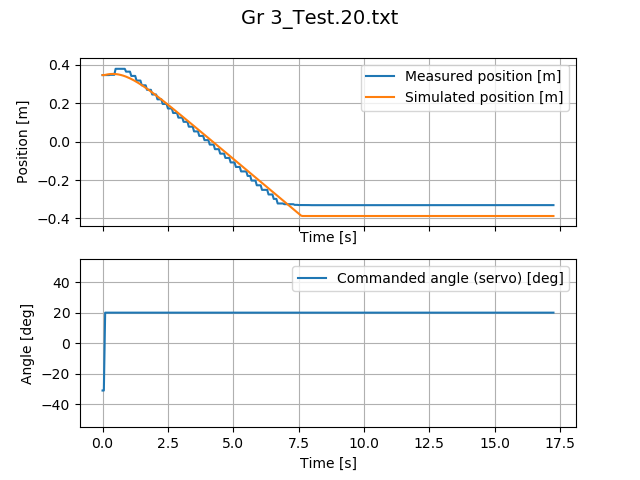 Gr 3_Test.20.txt
0.4
0.2
0.0
−0.2
−0.4
Position [m]
Measured position [m]
Simulated position [m]
Time [s]
40
20
0
−20
−40
Angle [deg]
Commanded angle (servo) [deg]
0.0 2.5 5.0 7.5 10.0 12.5 15.0 17.5
Time [s]